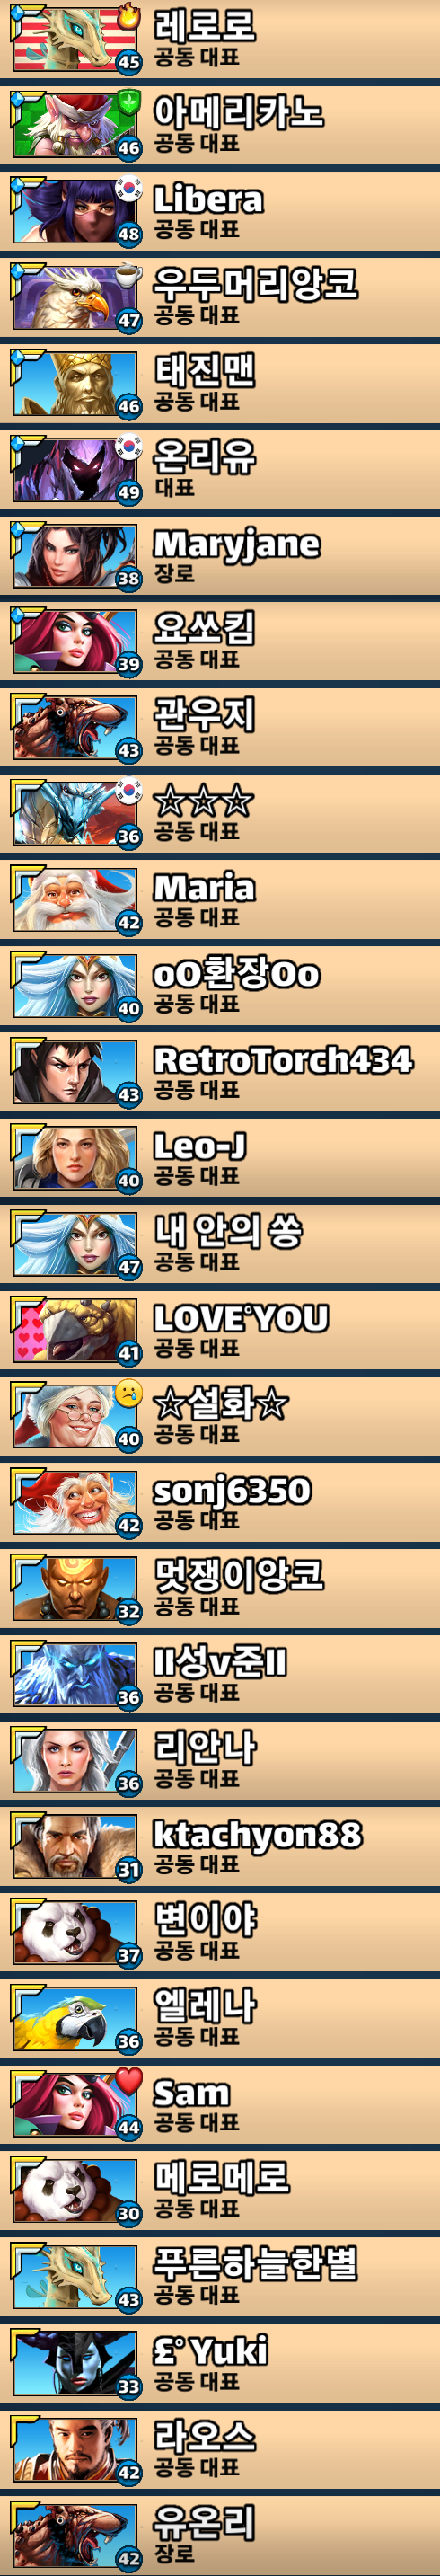 레로로
45
공동 대표
아메리카노
46
공동 대표
Libera
48
공동 대표
우두머리앙코
47
공동 대표
태진맨
46
공동 대표
온리유
49
대표
Maryjane
38
장로
요쏘킴
39
공동 대표
관우지
43
공동 대표
☆☆☆
36
공동 대표
Maria
42
공동 대표
oO환장Oo
40
공동 대표
RetroTorch434
43
공동 대표
Leo-J
40
공동 대표
내 안의 쏭
47
공동 대표
LOVE°YOU
41
공동 대표
☆설화☆
40
공동 대표
sonj6350
42
공동 대표
멋쟁이앙코
32
공동 대표
II성v준II
36
공동 대표
리안나
36
공동 대표
ktachyon88
31
공동 대표
변이야
37
공동 대표
엘레나
36
공동 대표
Sam
44
공동 대표
메로메로
30
공동 대표
푸른하늘한별
43
공동 대표
£°Yuki
33
공동 대표
라오스
42
공동 대표
유온리
42
장로